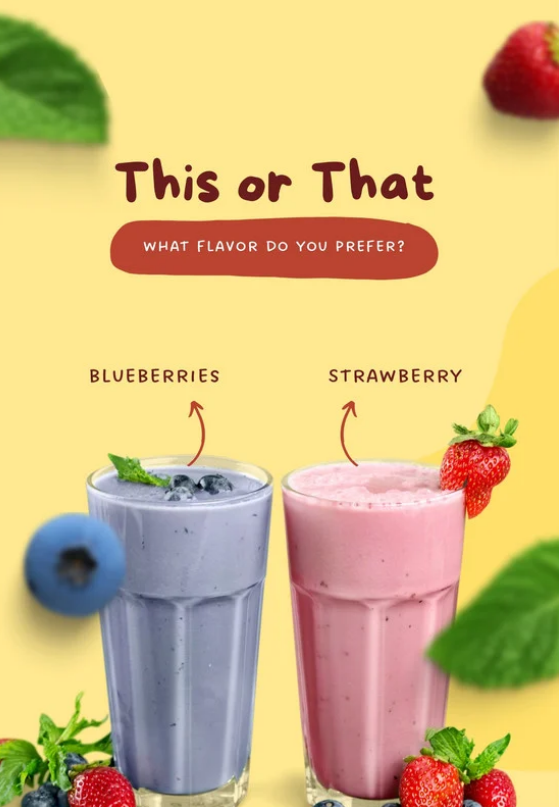 This or That
WHAT FLAVOR DO YOU PREFER?
BLUEBERRIES
STRAWBERRY